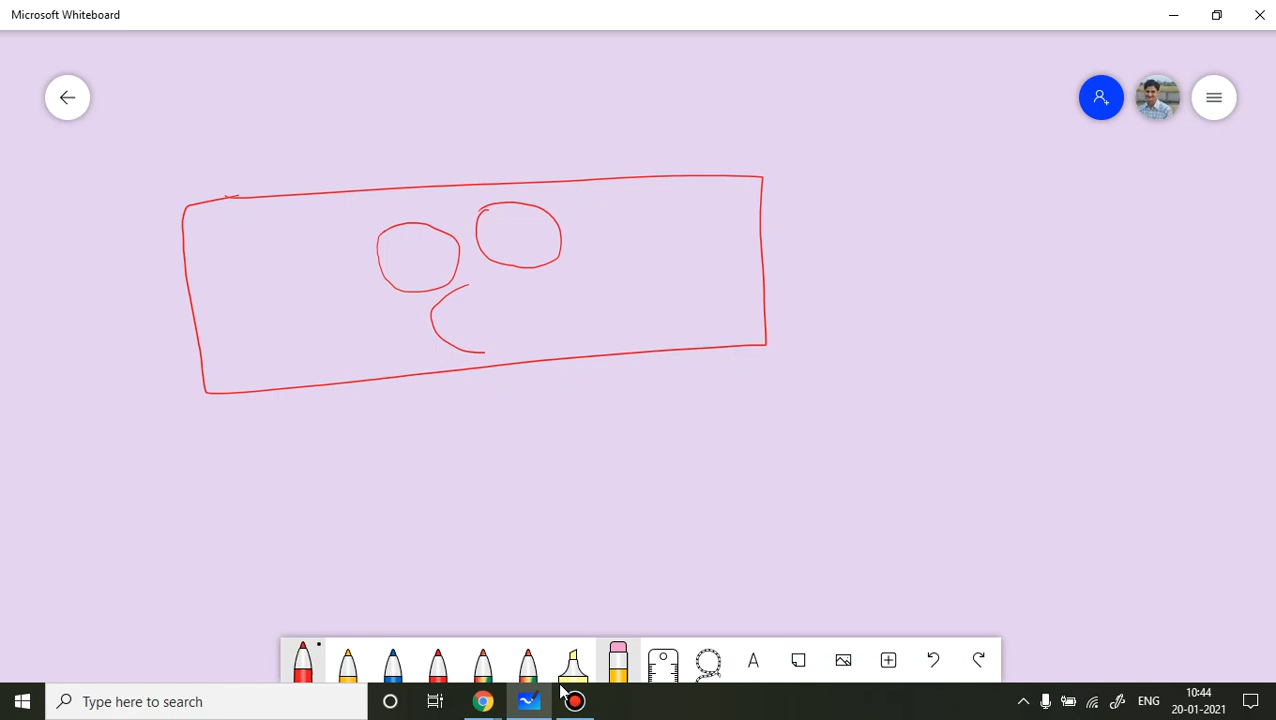 Microsoft Whiteboard
A
Type here to search
ENG
10:44
20-01-2021